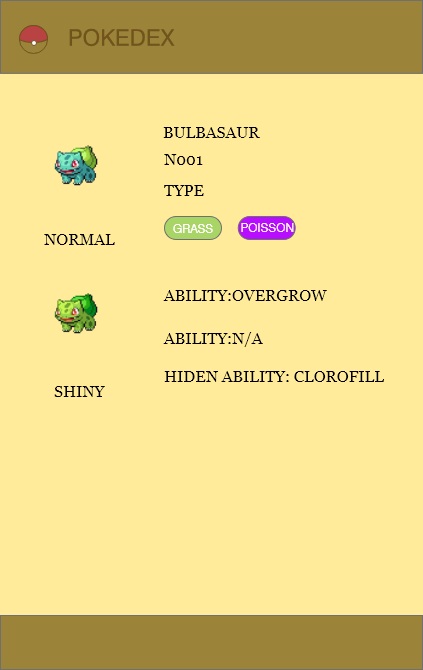 POKEDEX
BULBASAUR
N001
TYPE
GRASS POISSON
NORMAL
ABILITY:OVERGROW
ABILITY:N/A
HIDEN ABILITY: CLOROFILL
SHINY